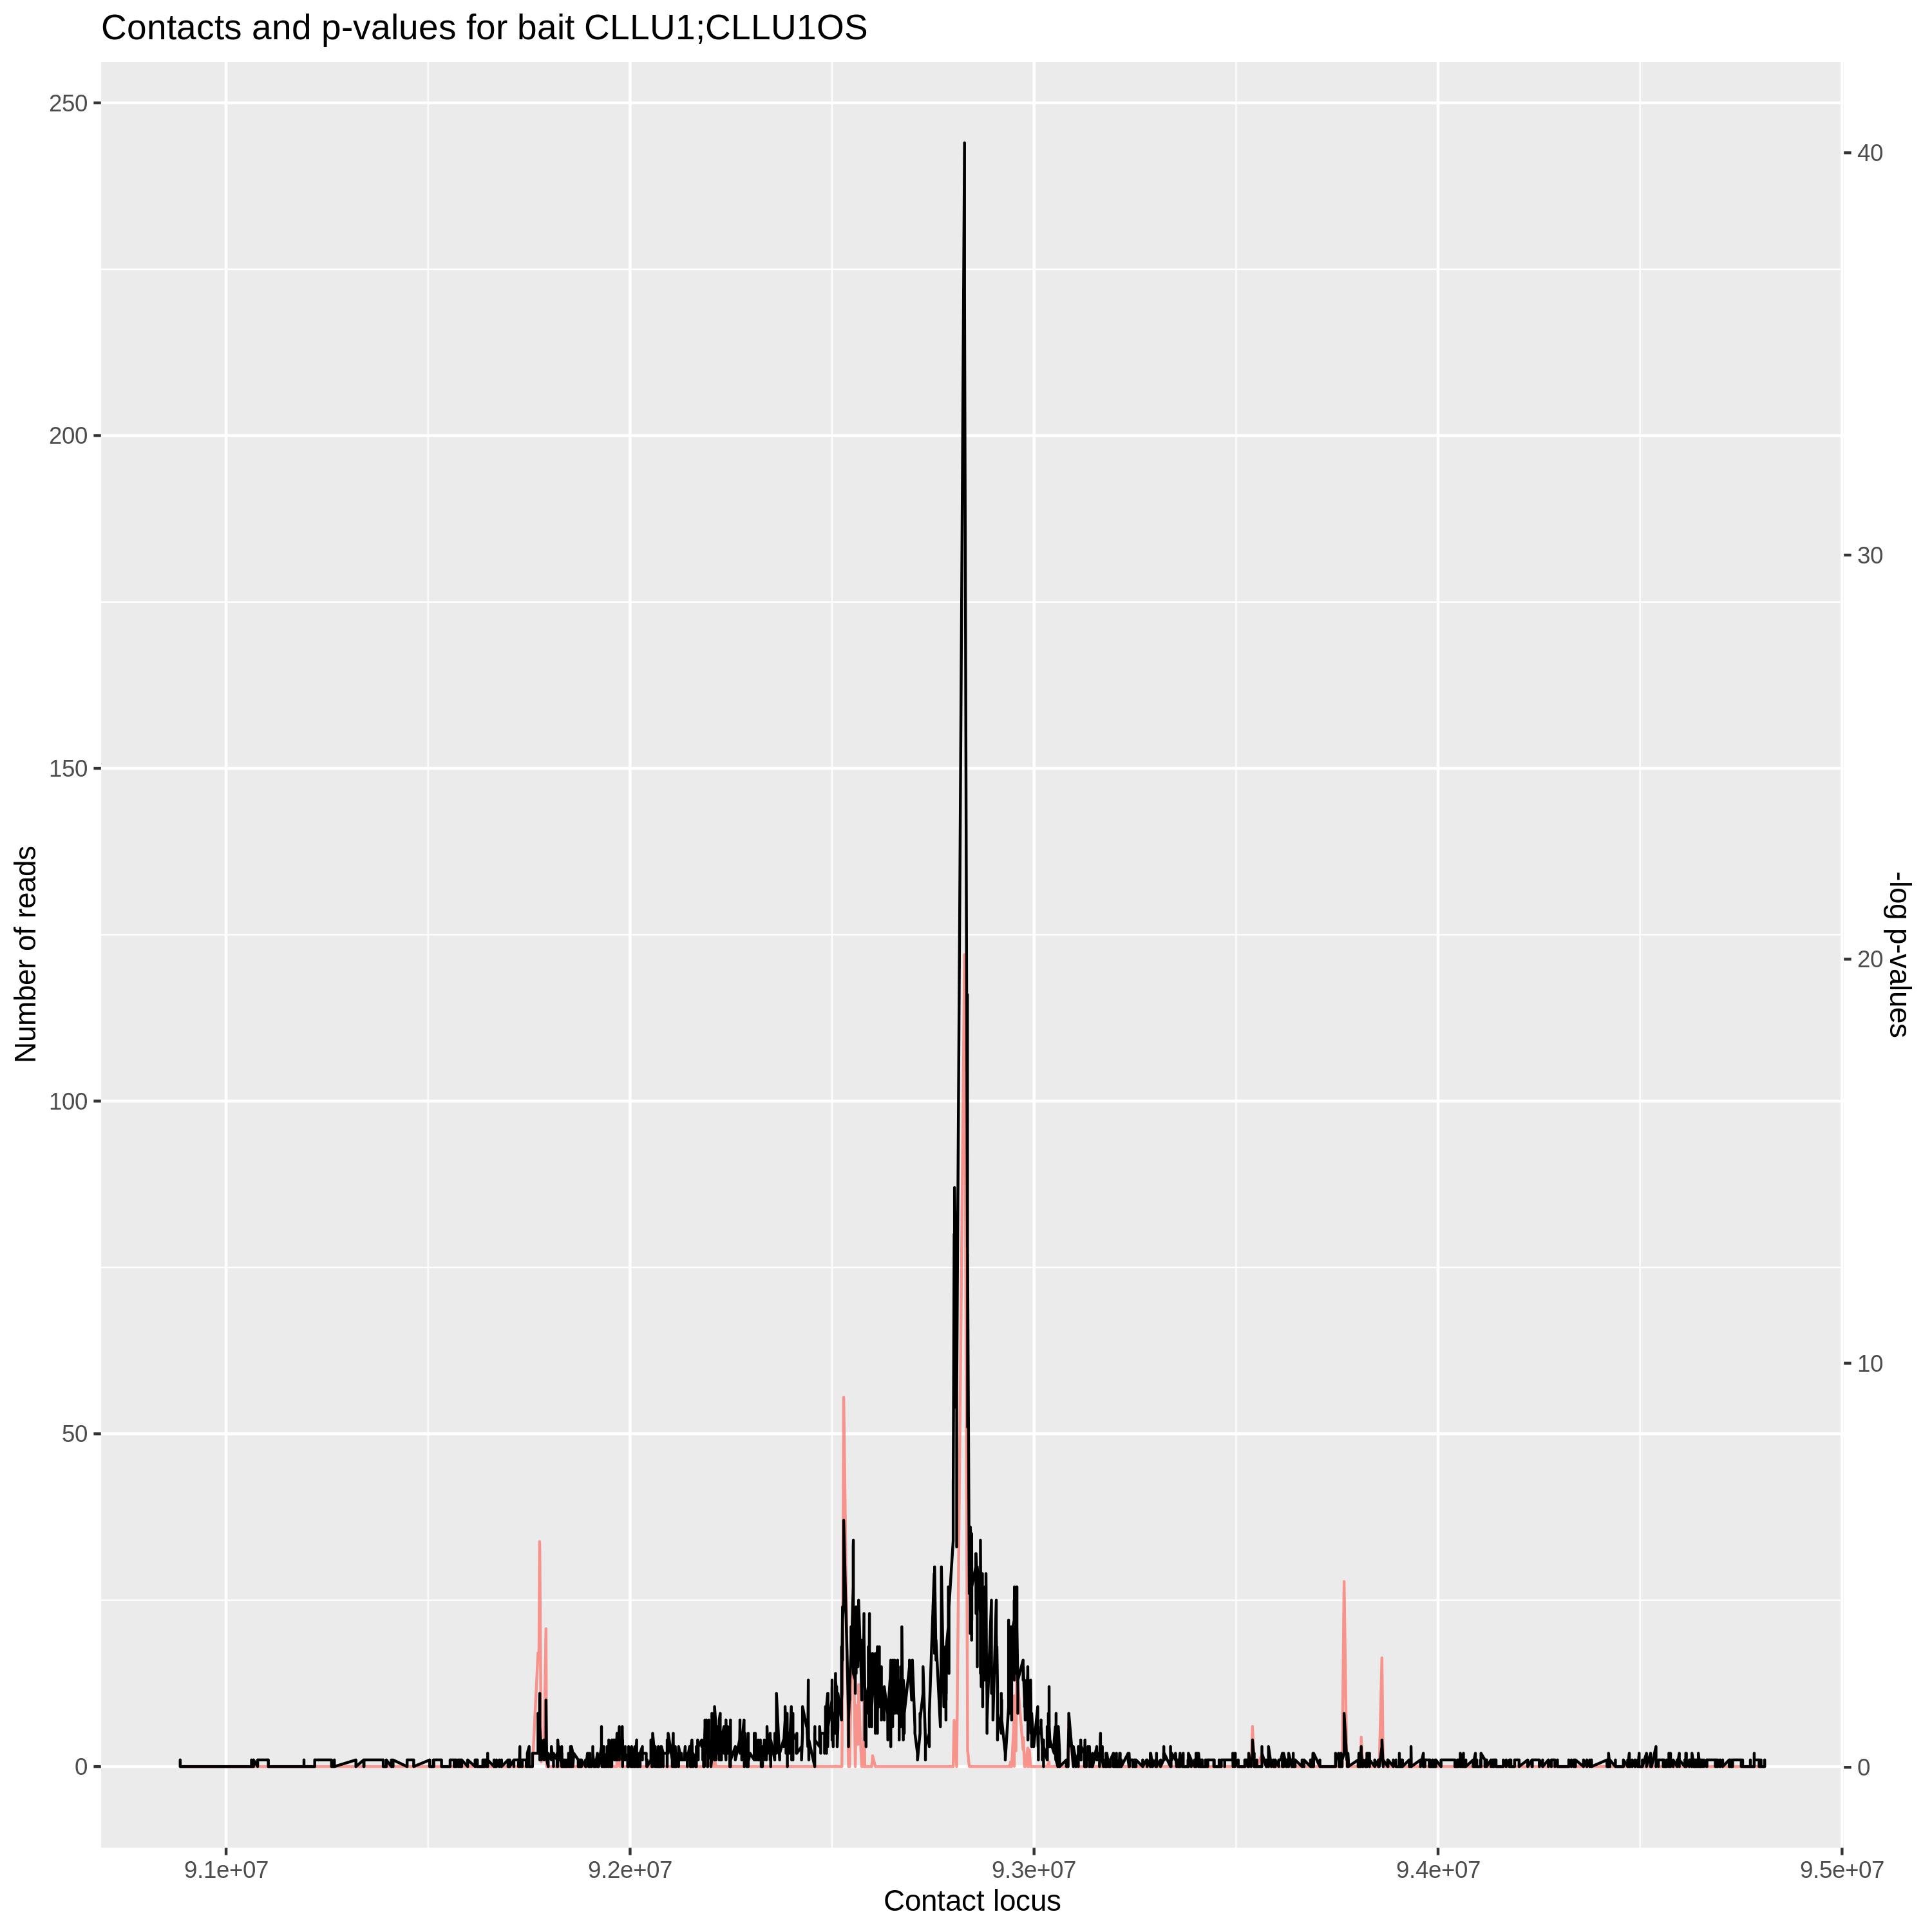 Contacts and p-values for bait CLLU1;CLLU1OS
250
200
150
100
50
0
Number of reads
40
30
20
10
0
-log p-values
9.1e+07
9.2e+07
9.3e+07
9.4e+07
9.5e+07
Contact locus